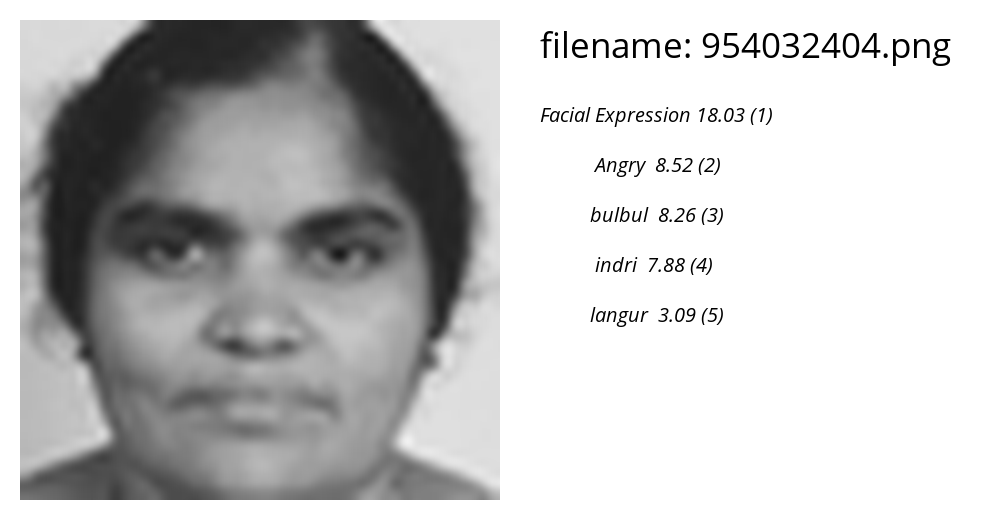 filename: 954032404.png
Facial Expression 18.03 (1)
Angry 8.52 (2)
bulbul 8.26 (3)
indri 7.88 (4)
langur 3.09 (5)